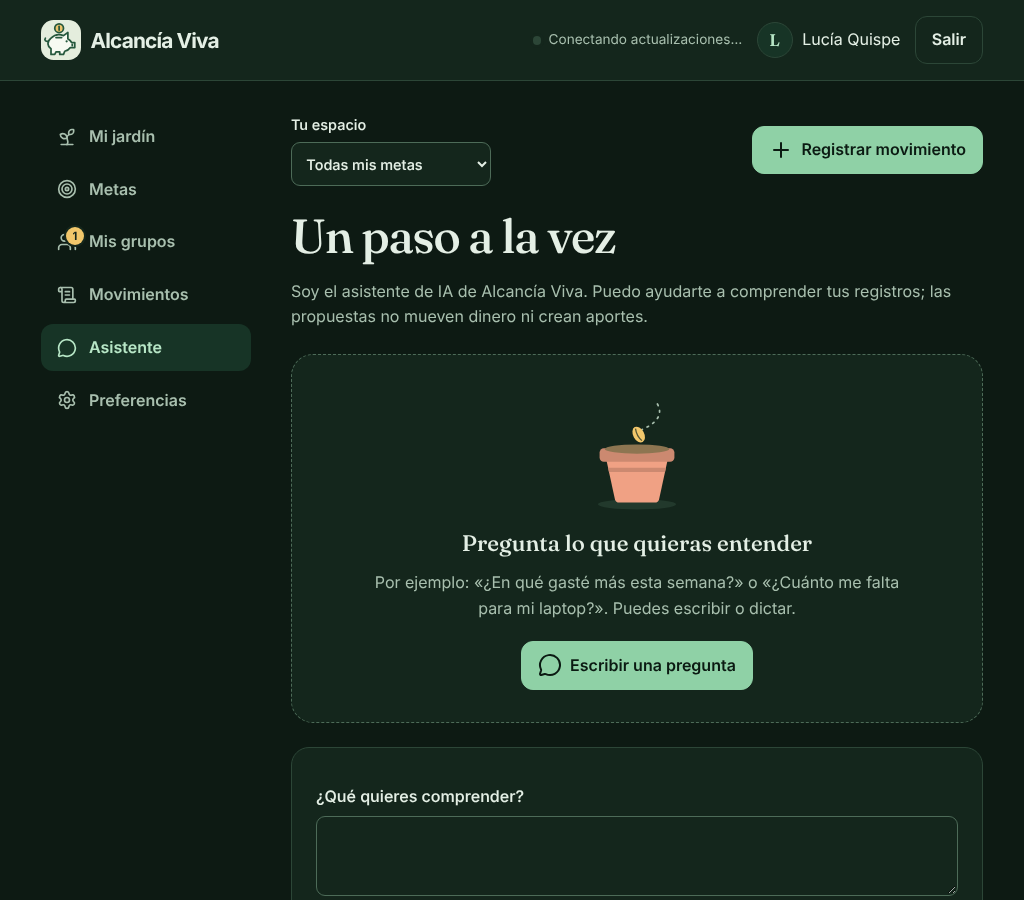 Alcancía Viva
Conectando actualizaciones...
L
Lucía Quispe
Salir
Mi jardín
Metas
1
Mis grupos
Movimientos
Asistente
Preferencias
Tu espacio
Todas mis metas
Registrar movimiento
Un paso a la vez
Soy el asistente de IA de Alcancía Viva. Puedo ayudarte a comprender tus registros; las
propuestas no mueven dinero ni crean aportes.
Pregunta lo que quieras entender
Por ejemplo: «¿En qué gasté más esta semana?» o «¿Cuánto me falta
para mi laptop?». Puedes escribir o dictar.
Escribir una pregunta
¿Qué quieres comprender?